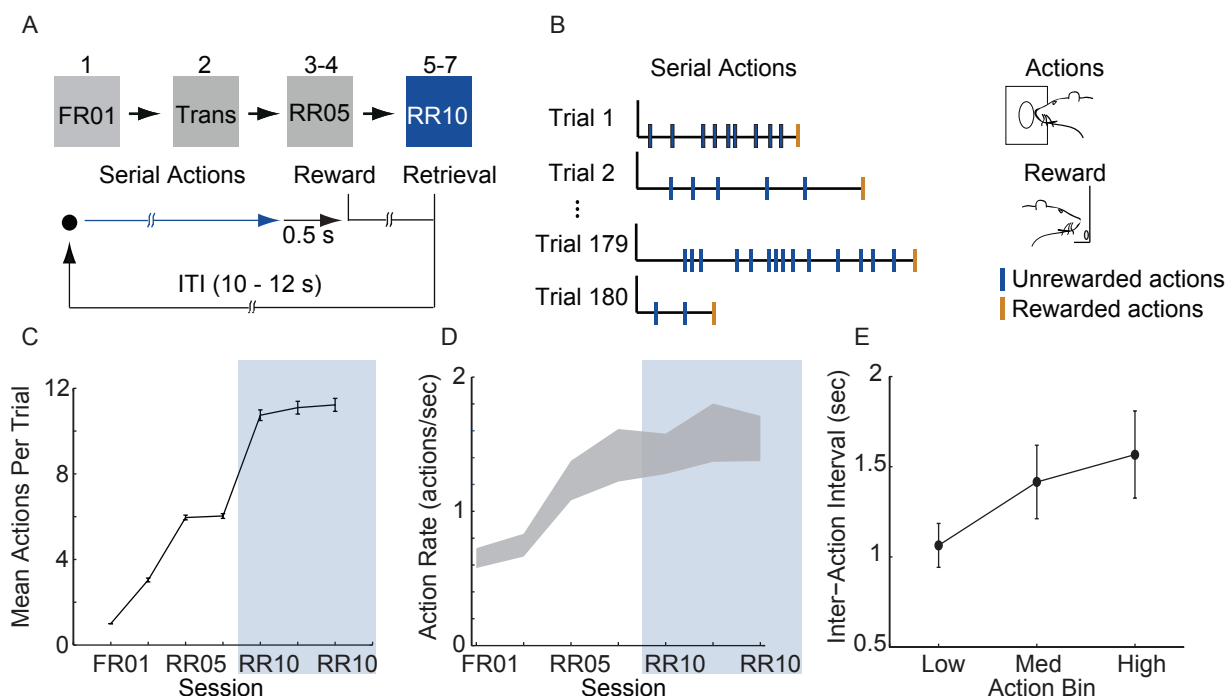 A
1
2
3-4
5-7
FR01
Trans
RR05
RR10
Serial Actions
Reward
Retrieval
0.5 s
ITI (10 - 12 s)
B
Serial Actions
Trial 1
Trial 2
Trial 179
Trial 180
Actions
Reward
Unrewarded actions
Rewarded actions
C
Mean Actions Per Trial
12
8
4
0
FR01
RR05
RR10
RR10
Session
D
Action Rate (actions/sec)
2
1
0
FR01
RR05
RR10
RR10
Session
E
Inter-Action Interval (sec)
2
1.5
1
0.5
Low
Med
High
Action Bin